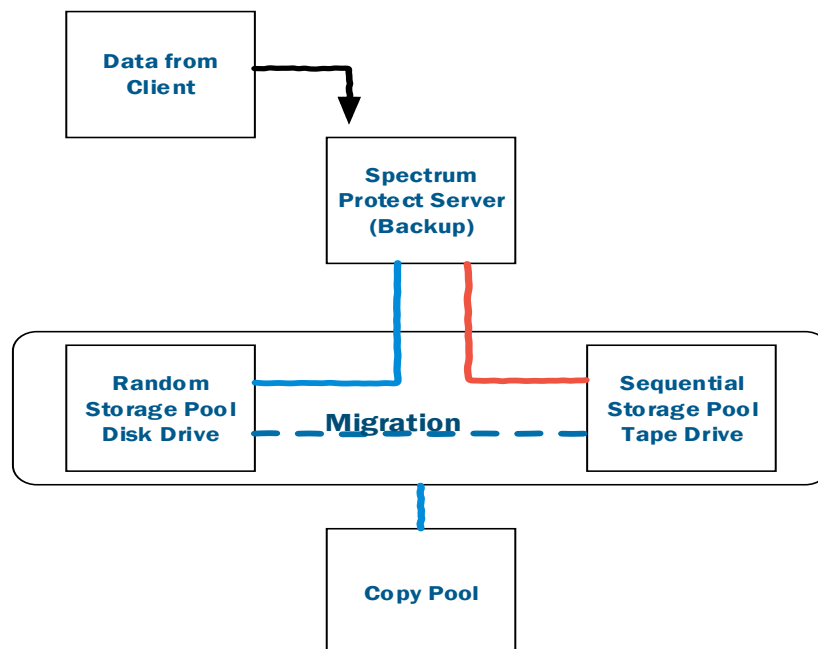 Data from
Client
Spectrum
Protect Server
(Backup)
Random
Storage Pool
Disk Drive
Migration
Sequential
Storage Pool
Tape Drive
Copy Pool